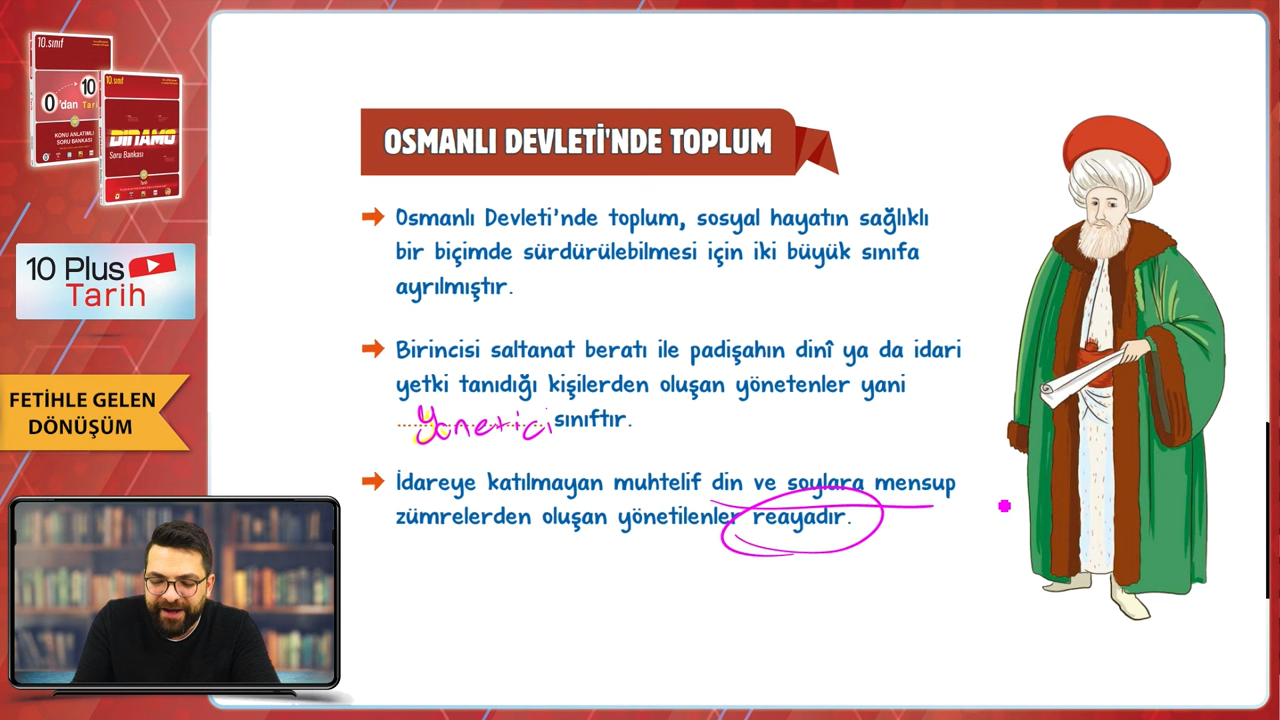 10.sınıf
0'dan 10
Tari
KONU ANLATIMLI
SORU BANKASI
10.sınıf
DİNAMO
Soru Bankası
10 Plus
Tarih
FETİHLE GELEN
DÖNÜŞÜM
OSMANLI DEVLETİ'NDE TOPLUM
Osmanlı Devleti'nde toplum, sosyal hayatın sağlıklı
bir biçimde sürdürülebilmesi için iki büyük sınıfa
ayrılmıştır.
Birincisi saltanat beratı ile padişahın dinî ya da idari
yetki tanıdığı kişilerden oluşan yönetenler yani
yönetici sınıftır.
İdareye katılmayan muhtelif din ve soylara mensup
zümrelerden oluşan yönetilenler reayadır.